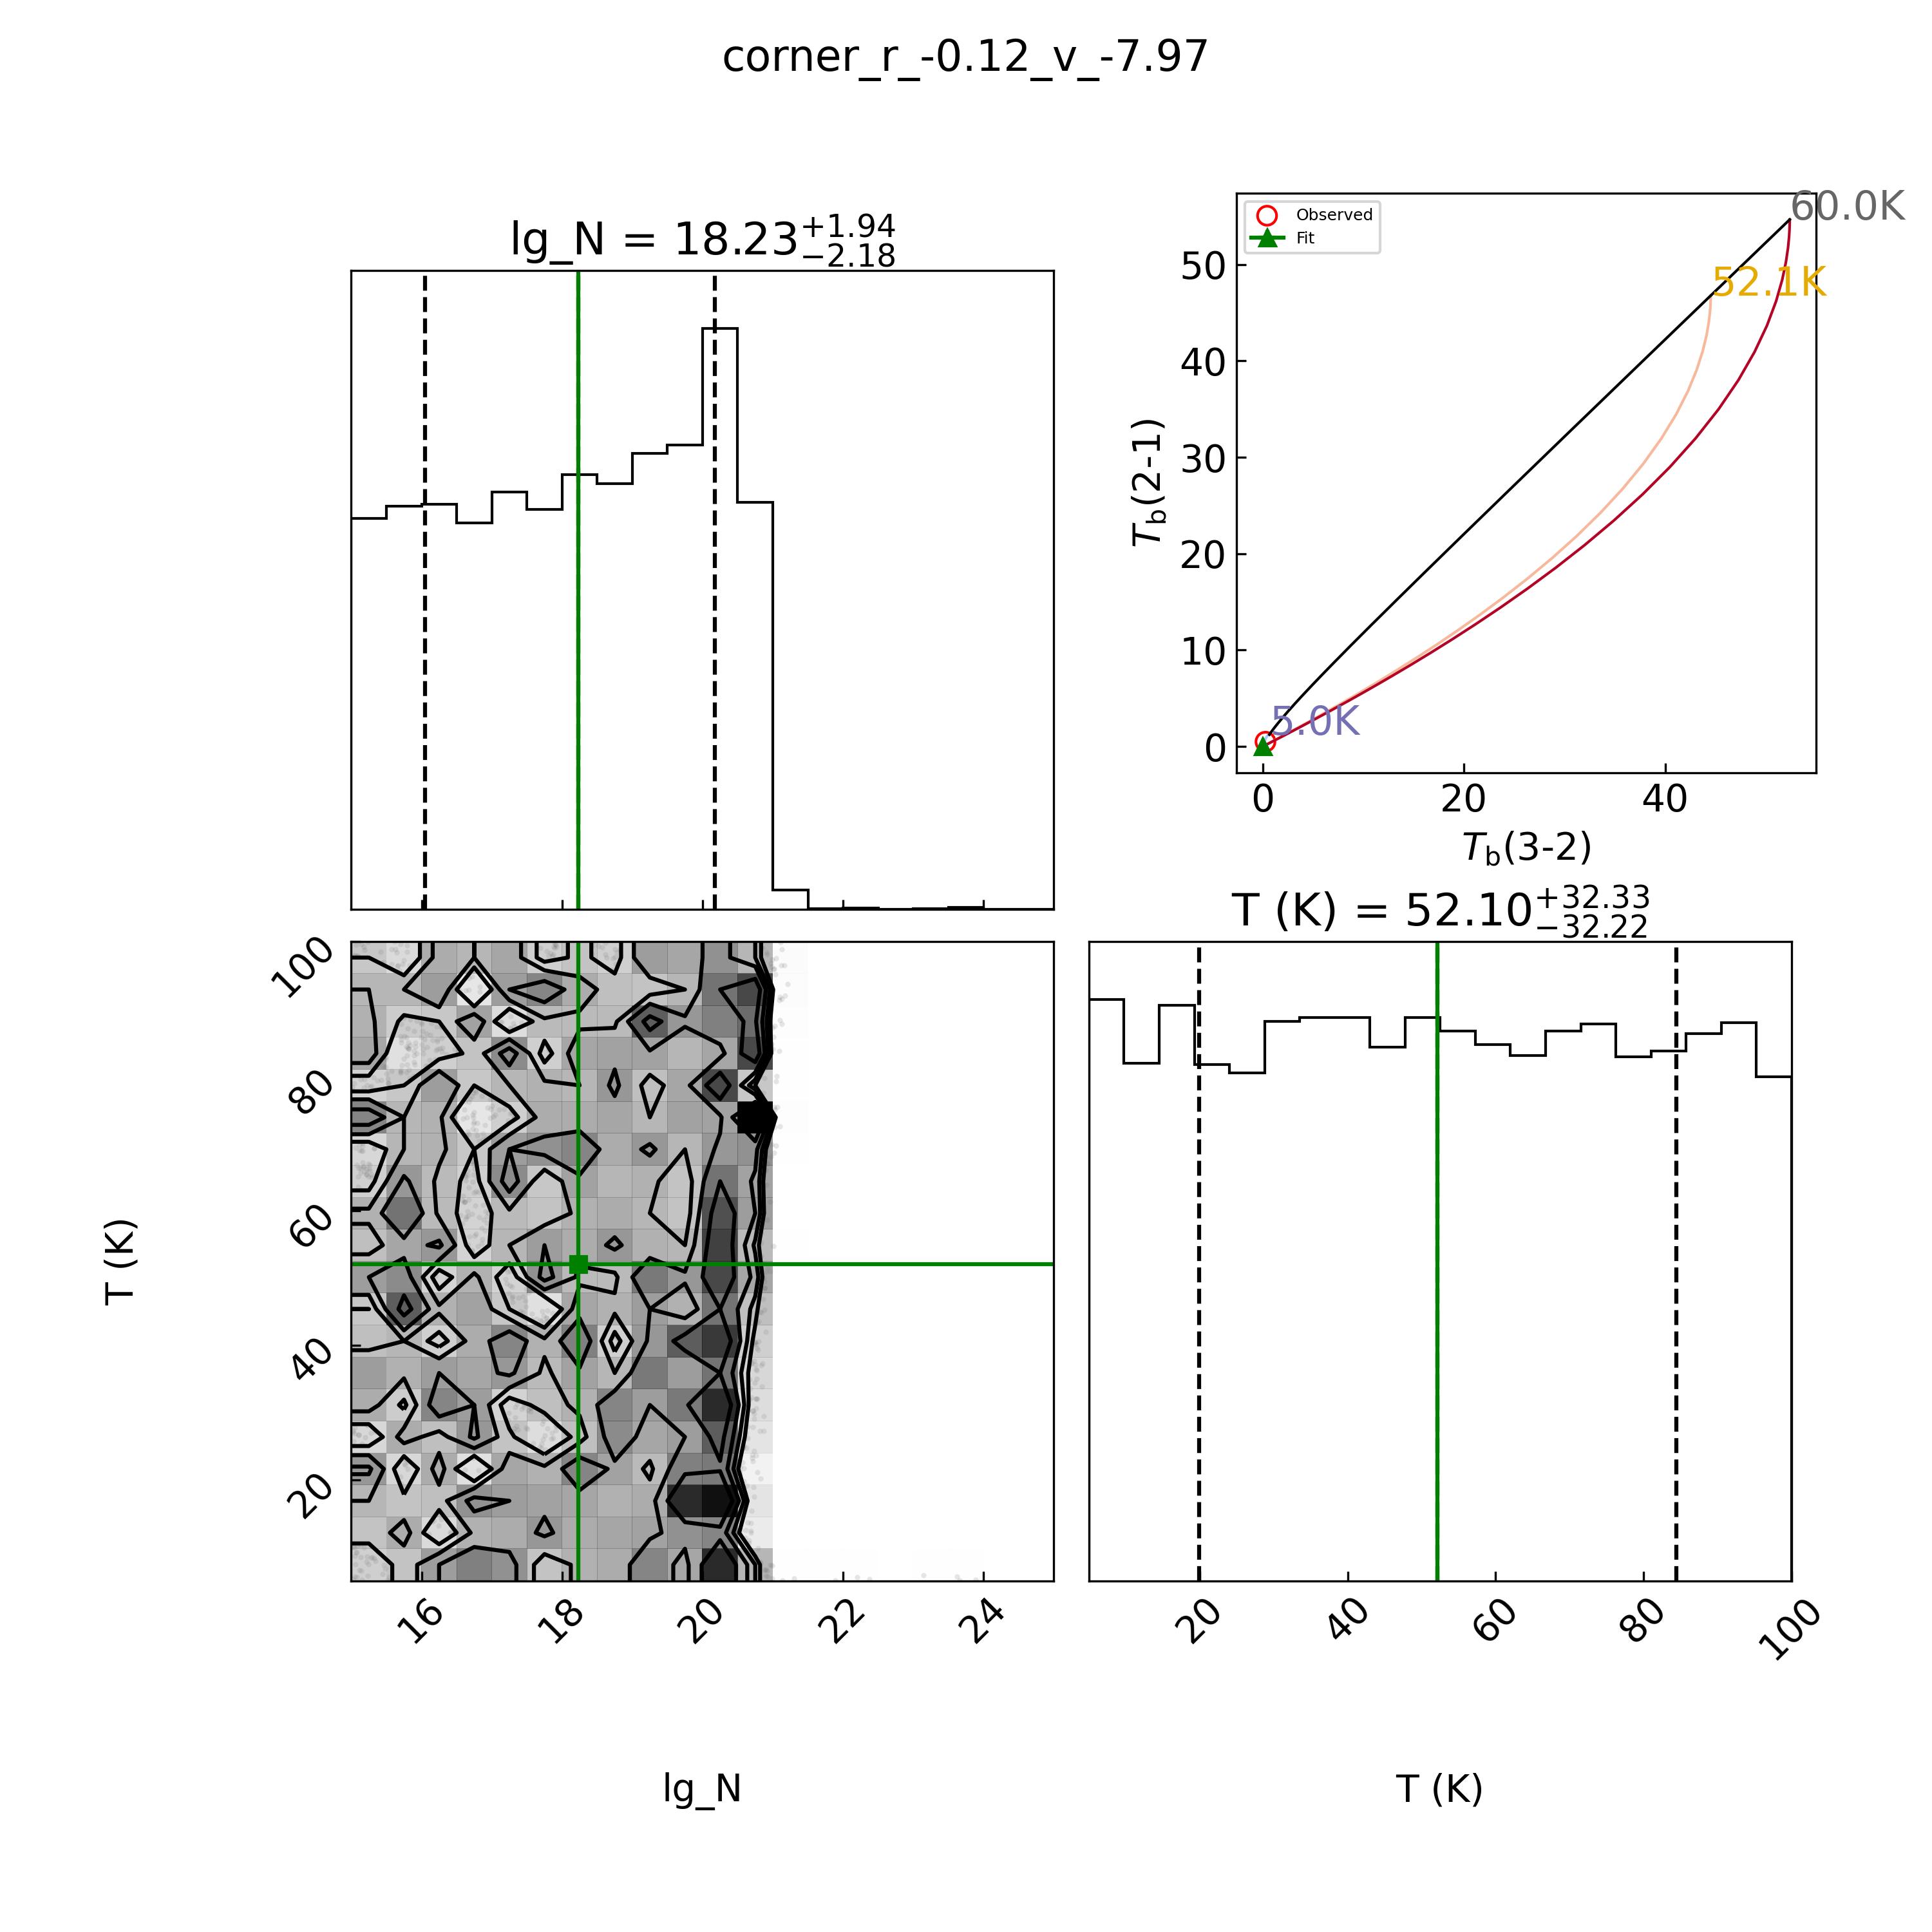 corner_r_-0.12_v_-7.97
lg_N = 18.23+1.94−2.18
60.0K
Observed
Fit
52.1K
50
40
30
20
10
0
5.0K
Tb(2-1)
0 20 40
Tb(3-2)
T (K) = 52.10+32.33−32.22
100
80
60
40
20
T (K)
16 18 20 22 24
20 40 60 80 100
lg_N
T (K)